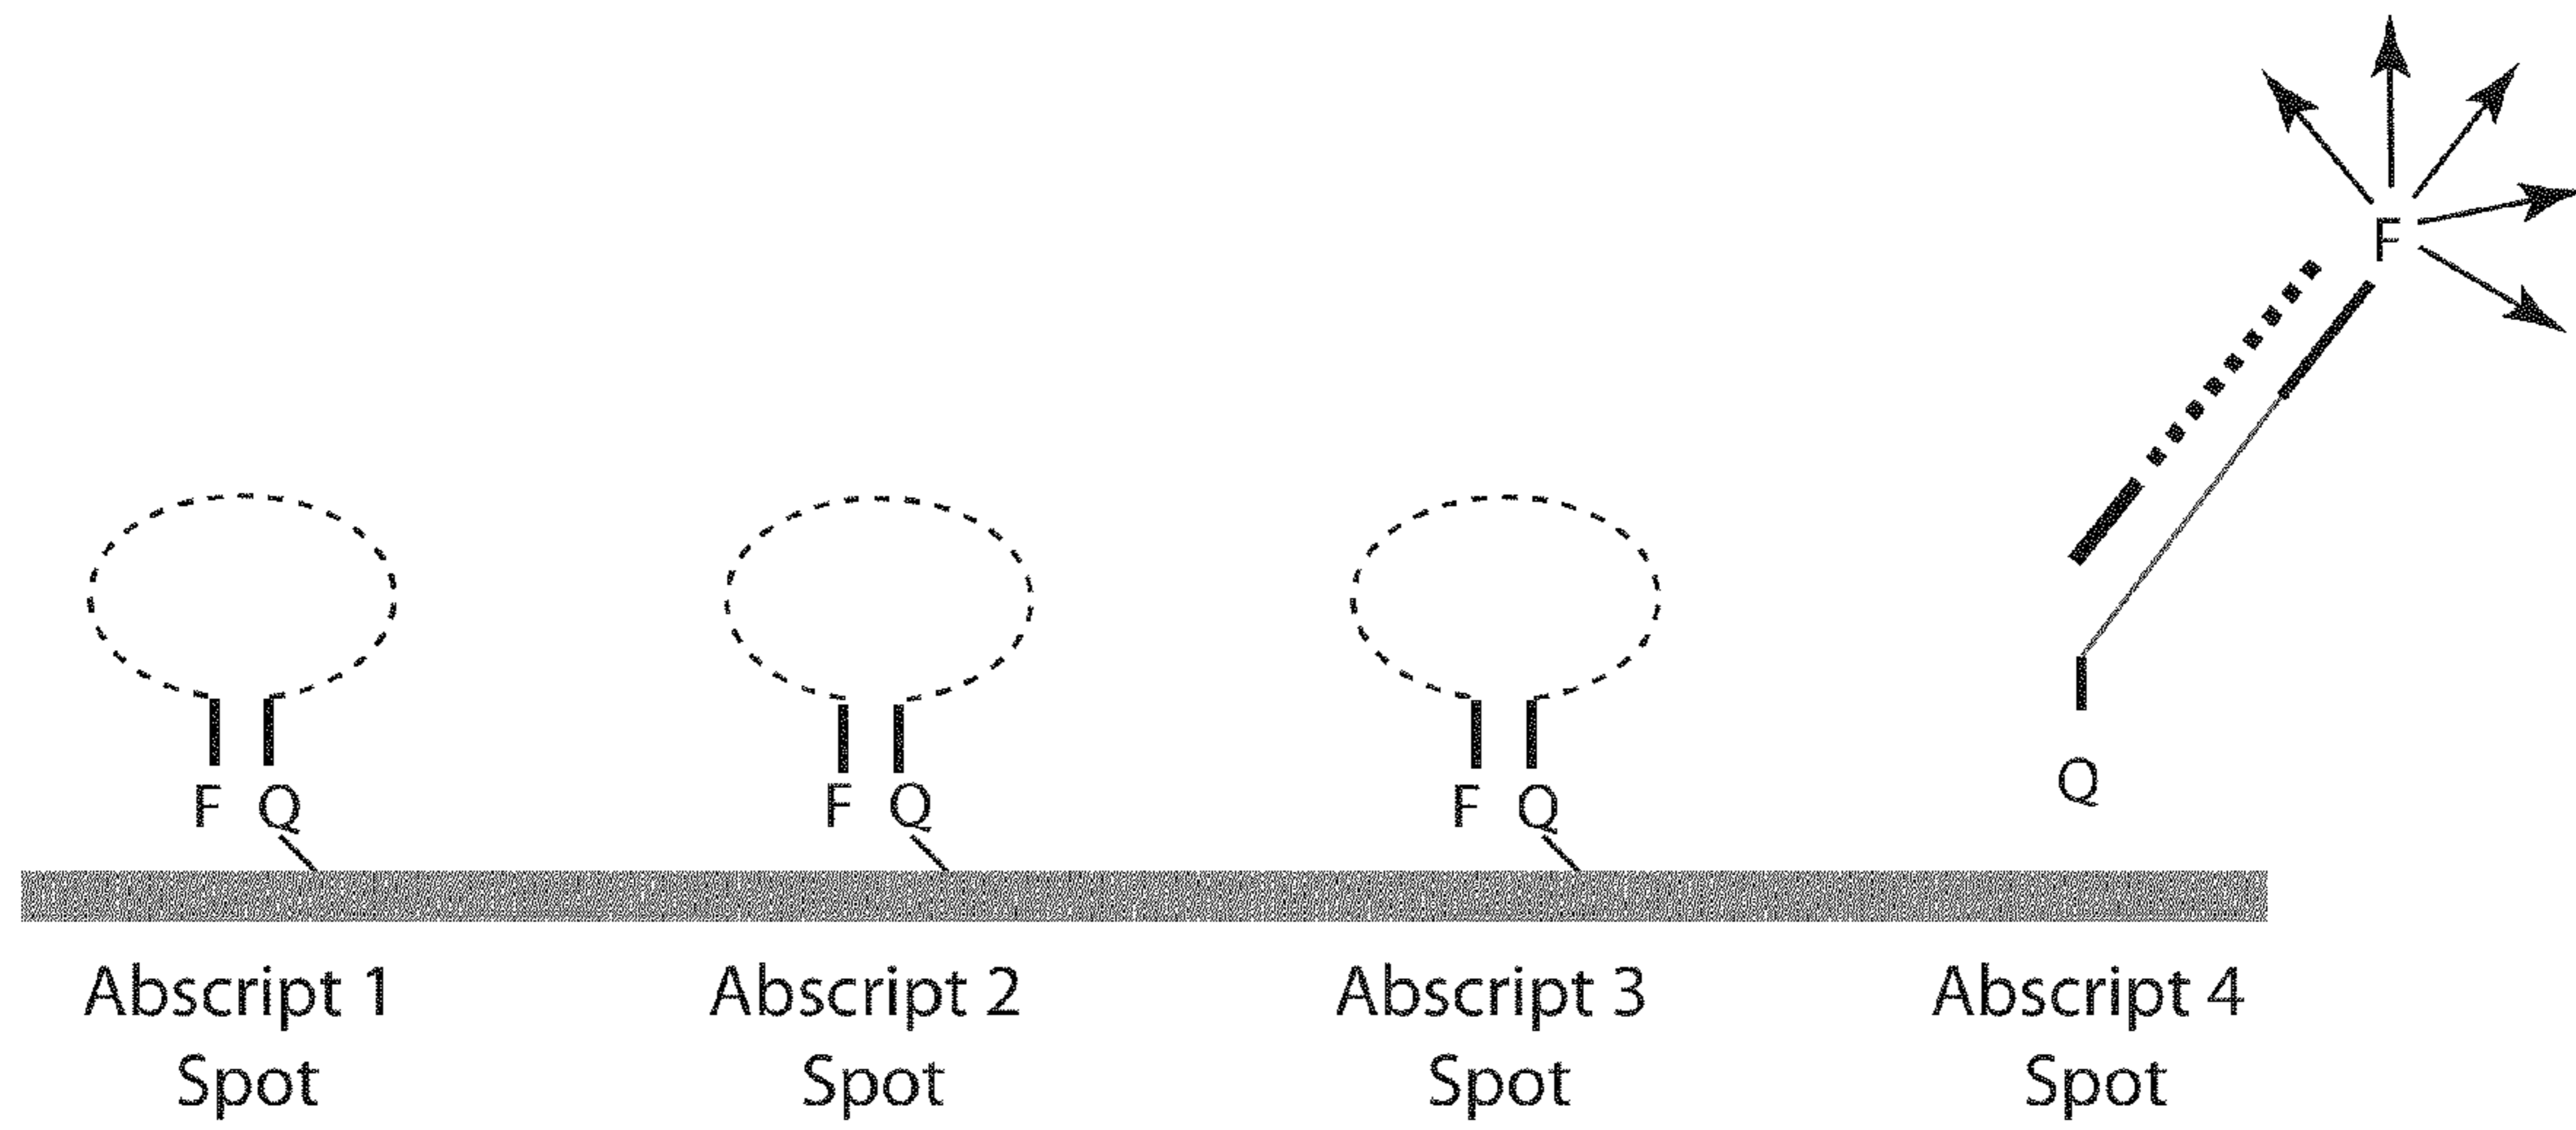 F
F Q
F Q
F Q
Q
Abscript 1
Spot
Abscript 2
Spot
Abscript 3
Spot
Abscript 4
Spot